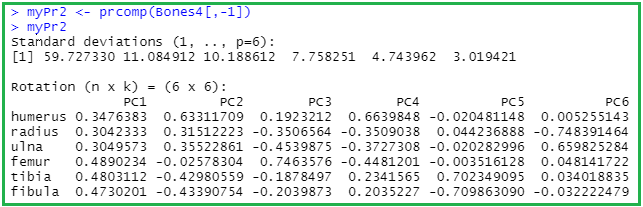 > myPr2 <- prcomp(Bones4[,-1])
> myPr2
Standard deviations (1, .., p=6):
[1] 59.727330 11.084912 10.188612  7.758251  4.743962  3.019421
Rotation (n x k) = (6 x 6):
PC1 PC2 PC3 PC4 PC5 PC6
humerus 0.3476383  0.63311709  0.1923212  0.6639848 -0.020481148  0.005255143
radius  0.3042333  0.31512223 -0.3506564 -0.3509038  0.044236888 -0.748391464
ulna    0.3049573  0.35522861 -0.4539875 -0.3727308 -0.020282996  0.659825284
femur   0.4890234 -0.02578304  0.7463576 -0.4481201 -0.003516128  0.048141722
tibia   0.4803112 -0.42980559 -0.1878497  0.2341565  0.702349095  0.034018835
fibula  0.4730201 -0.43390754 -0.2039873  0.2035227 -0.709863090 -0.032222479